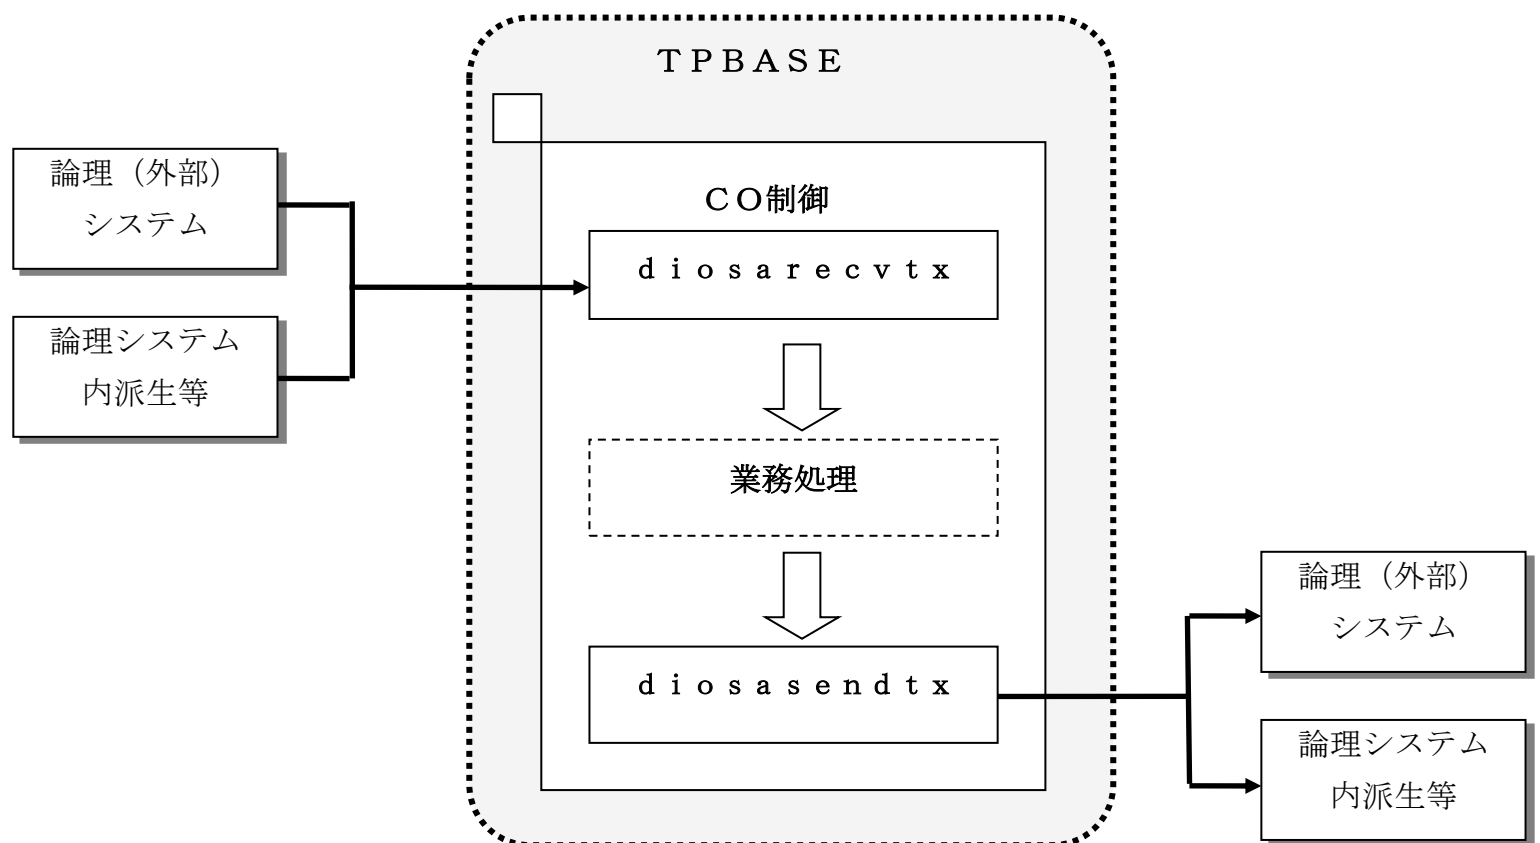 ＴＰＢＡＳＥ
論理（外部）
システム
論理システム
内派生等
ＣＯ制御
ｄｉｏｓａｒｅｃｖｔｘ
業務処理
ｄｉｏｓａｓｅｎｄｔｘ
論理（外部）
システム
論理システム
内派生等